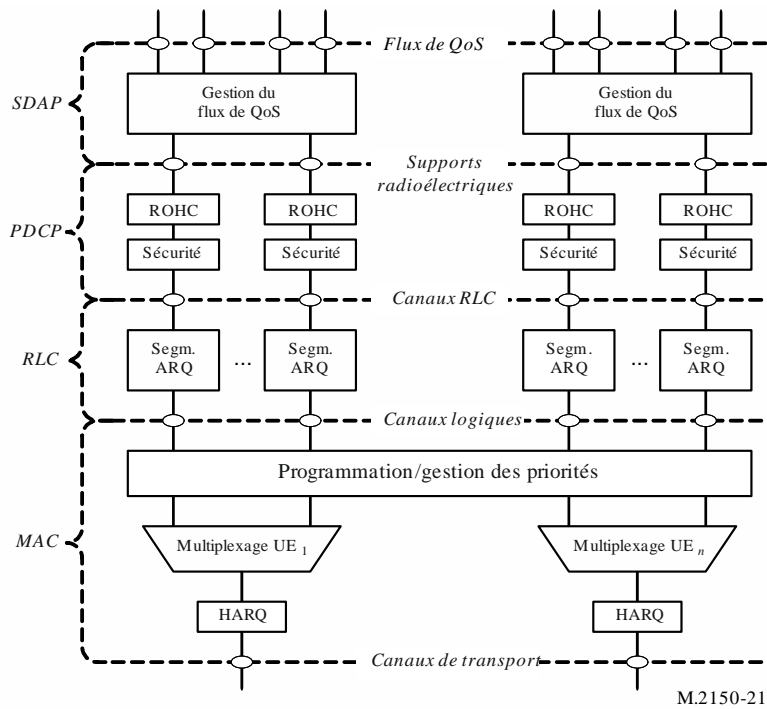 Flux de QoS
SDAP
Gestion du
flux de QoS
Gestion du
flux de QoS
Supports
radioélectriques
PDCP
ROHC
ROHC
ROHC
ROHC
Sécurité
Sécurité
Sécurité
Sécurité
Canaux RLC
RLC
Segm.
ARQ
...
Segm.
ARQ
Segm.
ARQ
...
Segm.
ARQ
Canaux logiques
MAC
Programmation/gestion des priorités
Multiplexage UE 1
Multiplexage UE n
HARQ
HARQ
Canaux de transport
M.2150-21